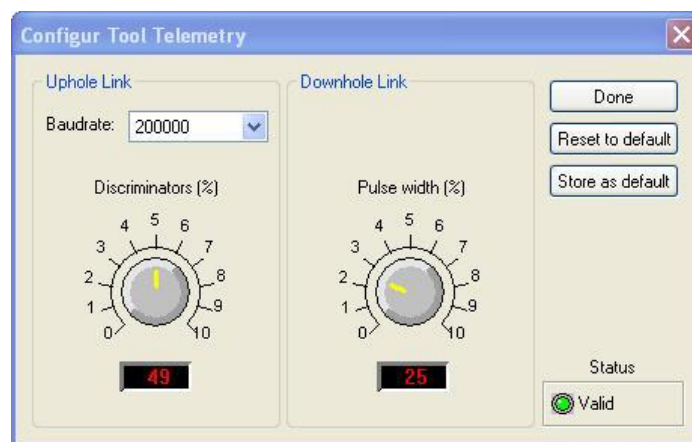 Configur Tool Telemetry
Uphole Link
Baudrate: 200000
Discriminators (%)
0 1 2 3 4 5 6 7 8 9 10
49
Downhole Link
Pulse width (%)
0 1 2 3 4 5 6 7 8 9 10
25
Done
Reset to default
Store as default
Status
Valid